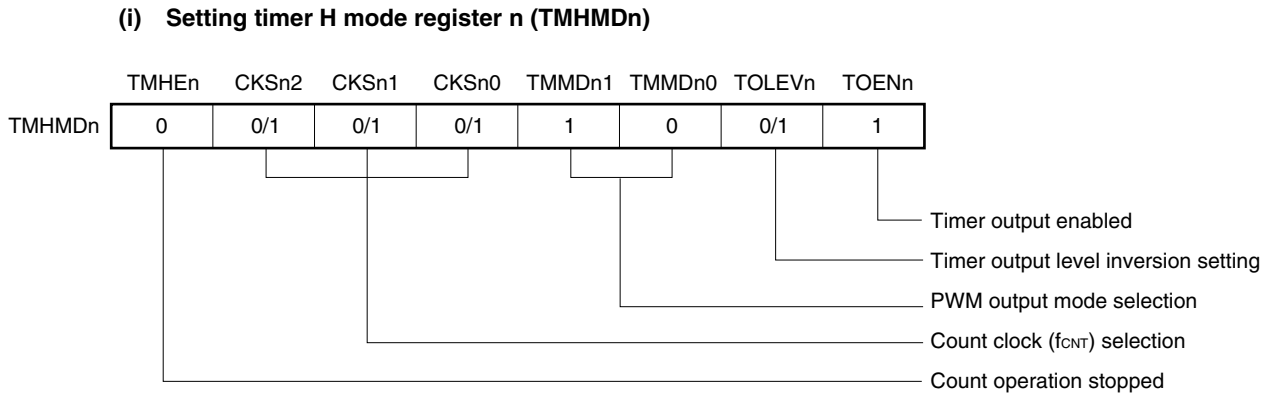 (i) Setting timer H mode register n (TMHMDn)
TMHEn CKSn2 CKSn1 CKSn0 TMMDn1 TMMDn0 TOLEVn TOENn
TMHMDn 0 0/1 0/1 0/1 1 0 0/1 1
Timer output enabled
Timer output level inversion setting
PWM output mode selection
Count clock (fCNT) selection
Count operation stopped